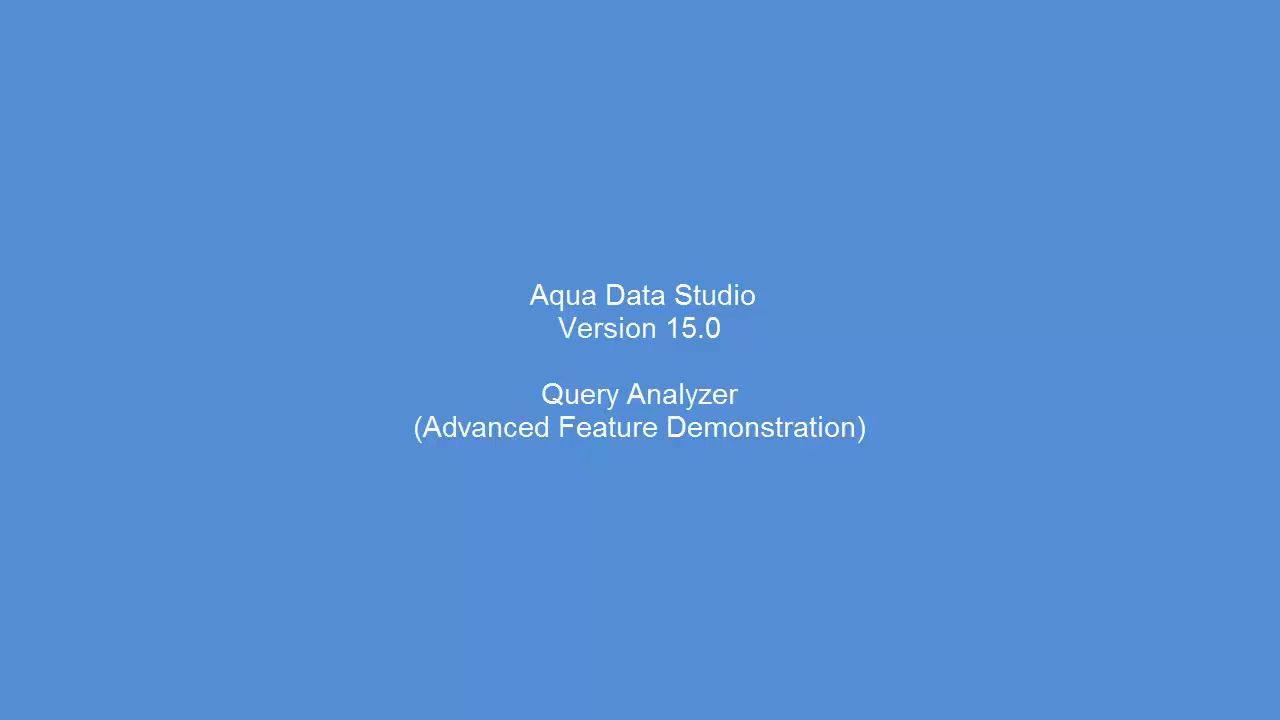 Aqua Data Studio
Version 15.0
Query Analyzer
(Advanced Feature Demonstration)